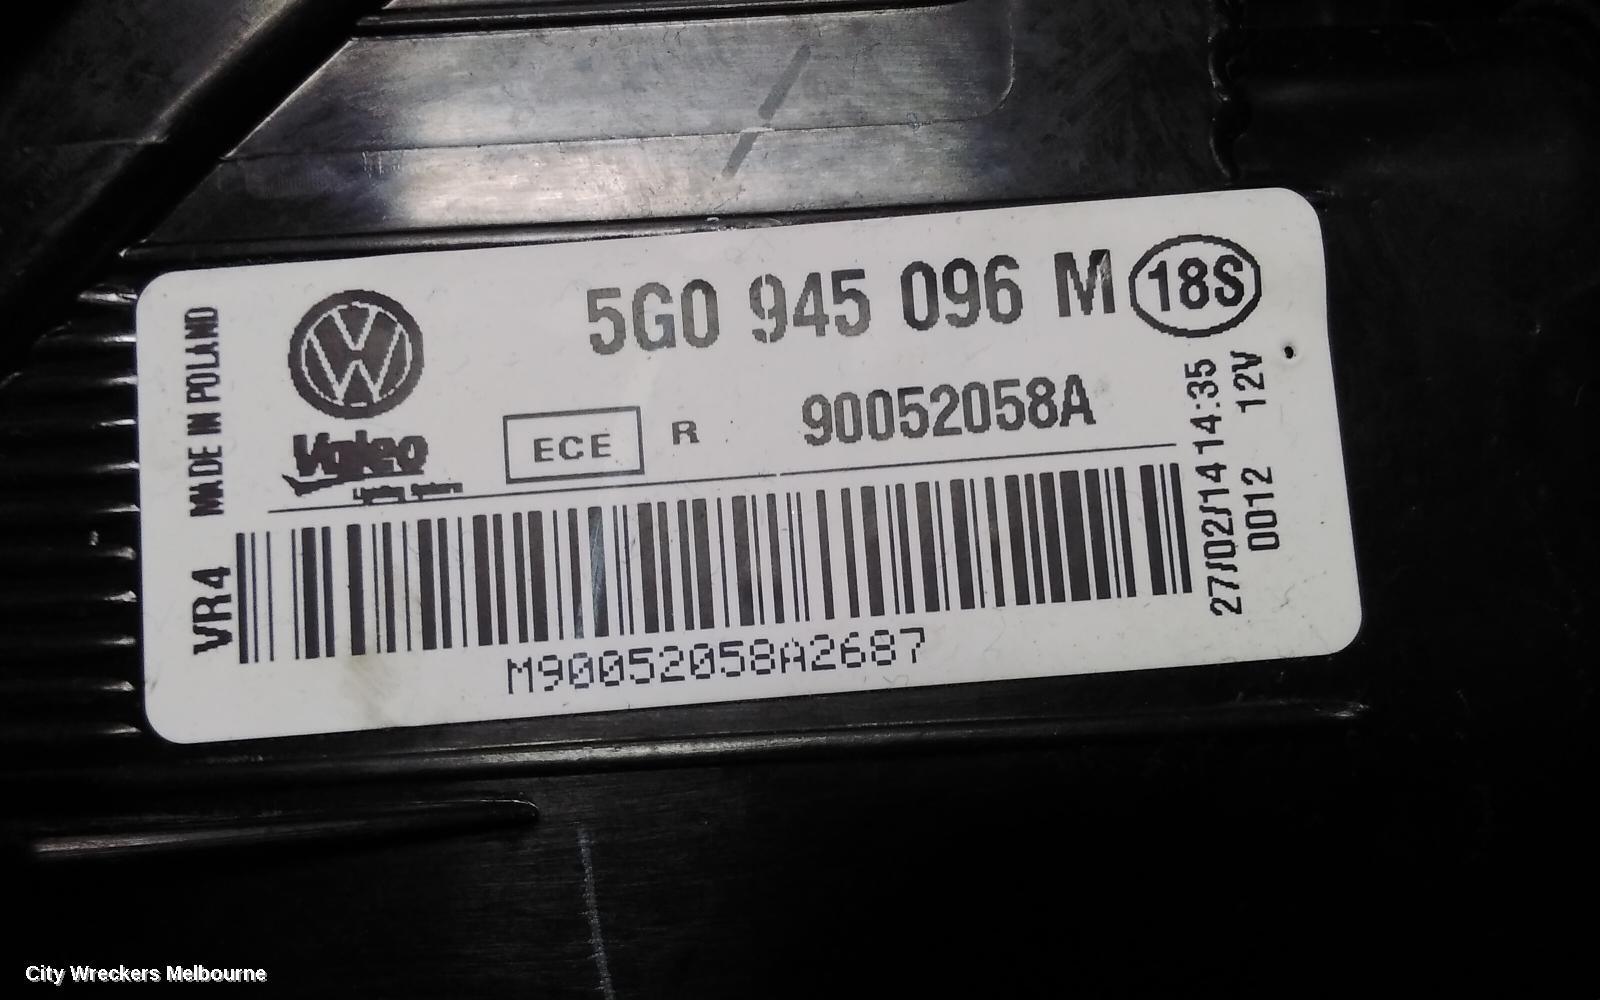 5G0 945 096 M 18S
MADE IN POLAND
Valeo
ECE R 90052058A
VR4
27/02/14 14:35
0012 12V
M90052058A2687
City Wreckers Melbourne